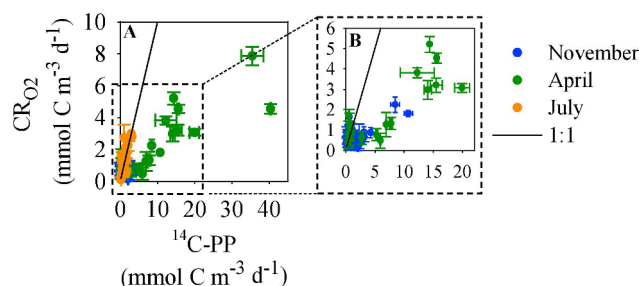 A
10
8
6
4
2
0
CR_O2
(mmol C m⁻³ d⁻¹)
0 10 20 30 40
¹⁴C-PP
(mmol C m⁻³ d⁻¹)
B
6
5
4
3
2
1
0
0 5 10 15 20
November
April
July
1:1